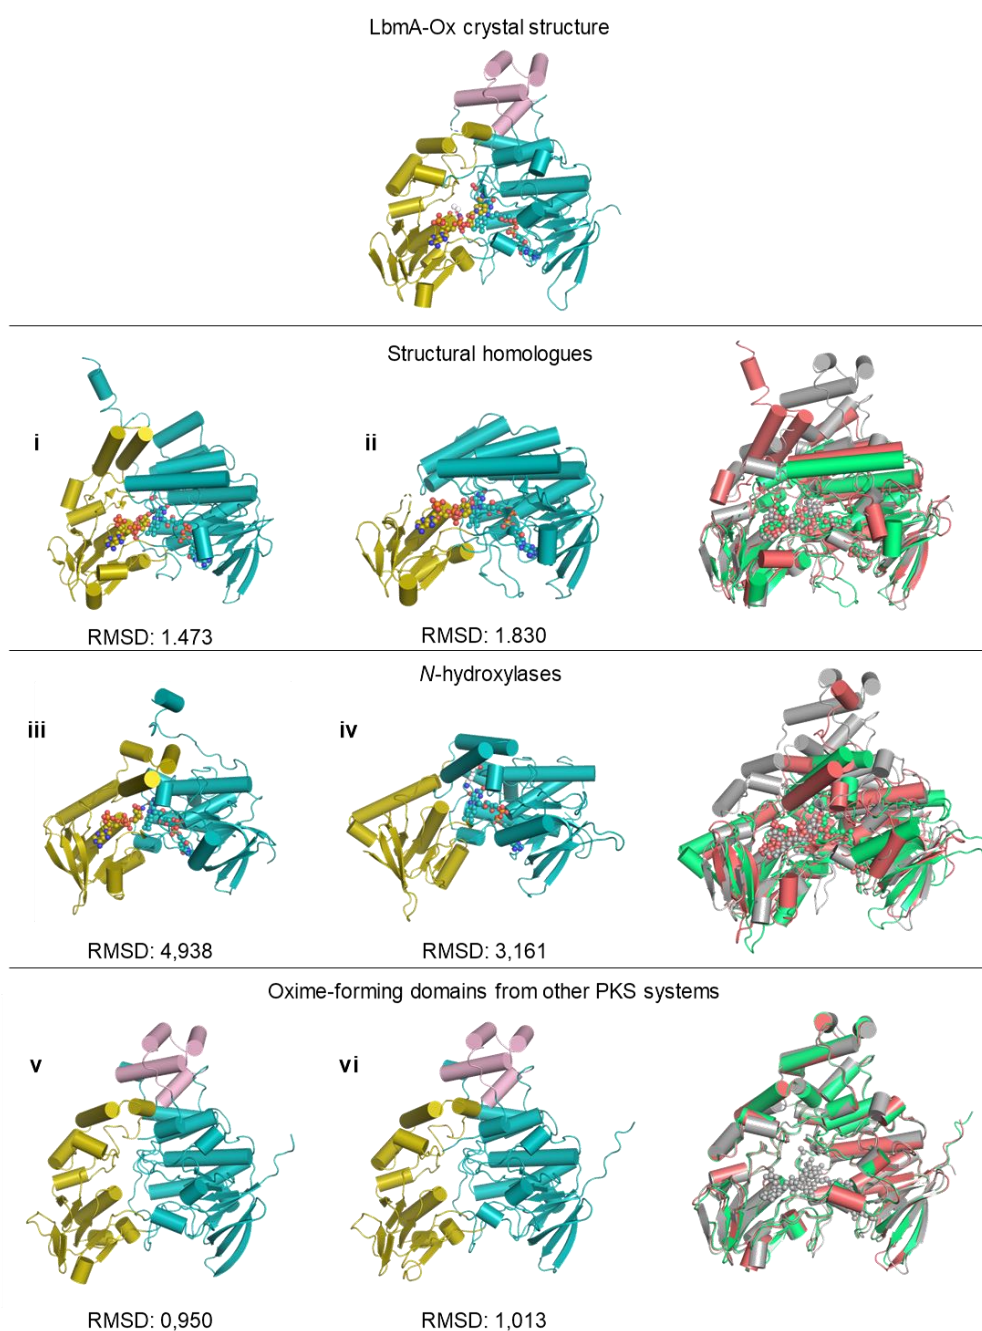 LbmA-Ox crystal structure
Structural homologues
i
ii
RMSD: 1.473
RMSD: 1.830
N-hydroxylases
iii
iv
RMSD: 4,938
RMSD: 3,161
Oxime-forming domains from other PKS systems
v
vi
RMSD: 0,950
RMSD: 1,013